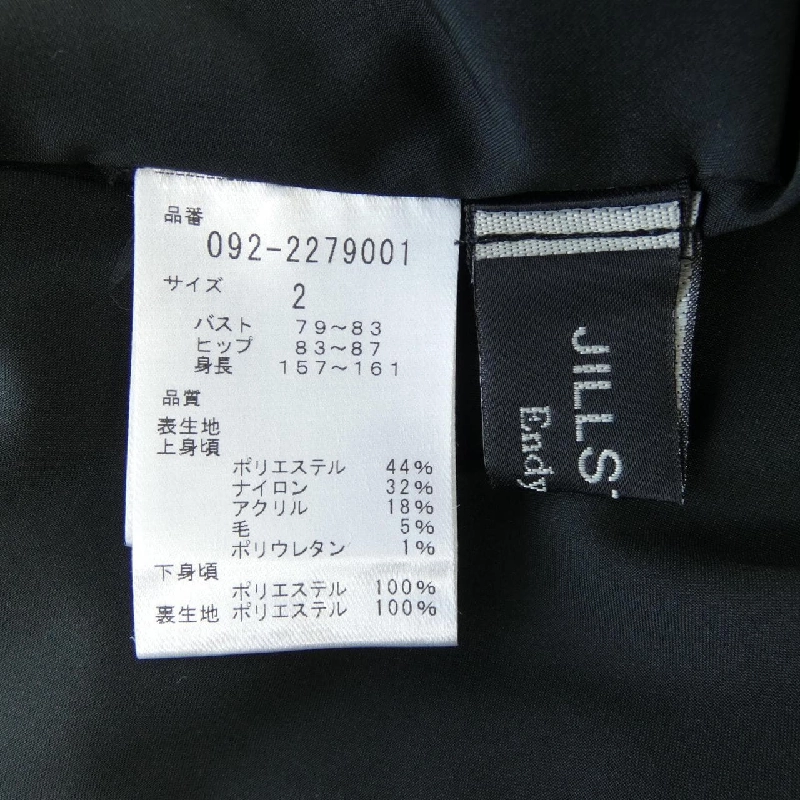 品番
092-2279001
サイズ 2
バスト 79～83
ヒップ 83～87
身長 157～161
品質
表生地
上身頃
ポリエステル 44%
ナイロン 32%
アクリル 18%
毛 5%
ポリウレタン 1%
下身頃
ポリエステル 100%
裏生地 ポリエステル 100%
JILLS
Endy